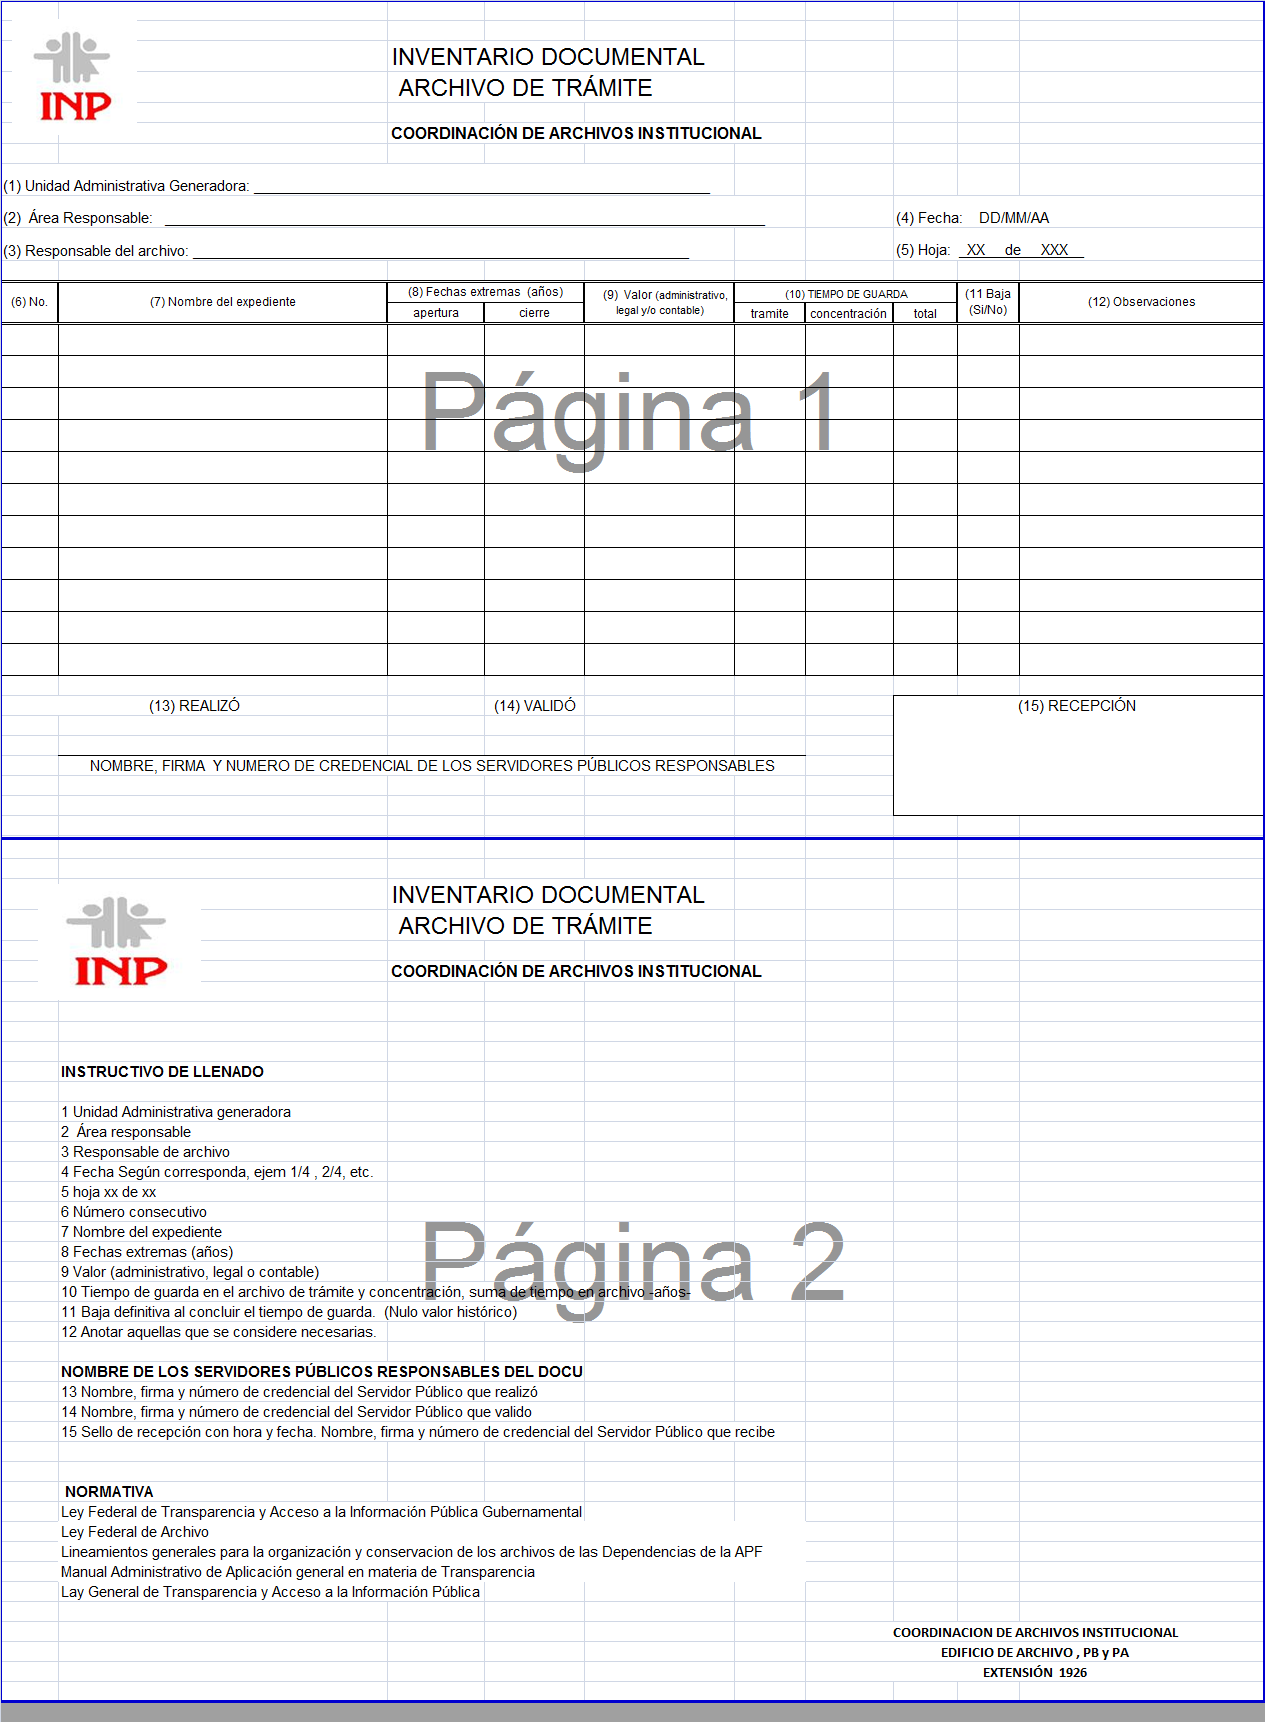 INP
INVENTARIO DOCUMENTAL
ARCHIVO DE TRÁMITE
COORDINACIÓN DE ARCHIVOS INSTITUCIONAL
(1) Unidad Administrativa Generadora:
(2) Área Responsable:
(4) Fecha: DD/MM/AA
(3) Responsable del archivo:
(5) Hoja: XX de XXX
(6) No.
(7) Nombre del expediente
(8) Fechas extremas (años)
apertura
cierre
(9) Valor (administrativo,
legal y/o contable)
(10) TIEMPO DE GUARDA
tramite
concentración
total
(11 Baja
(Si/No)
(12) Observaciones
Página 1
(13) REALIZÓ
(14) VALIDÓ
(15) RECEPCIÓN
NOMBRE, FIRMA Y NUMERO DE CREDENCIAL DE LOS SERVIDORES PÚBLICOS RESPONSABLES
INP
INVENTARIO DOCUMENTAL
ARCHIVO DE TRÁMITE
COORDINACIÓN DE ARCHIVOS INSTITUCIONAL
INSTRUCTIVO DE LLENADO
1 Unidad Administrativa generadora
2 Área responsable
3 Responsable de archivo
4 Fecha Según corresponda, ejem 1/4 , 2/4, etc.
5 hoja xx de xx
6 Número consecutivo
7 Nombre del expediente
8 Fechas extremas (años)
9 Valor (administrativo, legal o contable)
10 Tiempo de guarda en el archivo de trámite y concentración, suma de tiempo en archivo -años-
11 Baja definitiva al concluir el tiempo de guarda. (Nulo valor histórico)
12 Anotar aquellas que se considere necesarias.
Página 2
NOMBRE DE LOS SERVIDORES PÚBLICOS RESPONSABLES DEL DOCU
13 Nombre, firma y número de credencial del Servidor Público que realizó
14 Nombre, firma y número de credencial del Servidor Público que valido
15 Sello de recepción con hora y fecha. Nombre, firma y número de credencial del Servidor Público que recibe
NORMATIVA
Ley Federal de Transparencia y Acceso a la Información Pública Gubernamental
Ley Federal de Archivo
Lineamientos generales para la organización y conservacion de los archivos de las Dependencias de la APF
Manual Administrativo de Aplicación general en materia de Transparencia
Lay General de Transparencia y Acceso a la Información Pública
COORDINACION DE ARCHIVOS INSTITUCIONAL
EDIFICIO DE ARCHIVO , PB y PA
EXTENSIÓN 1926